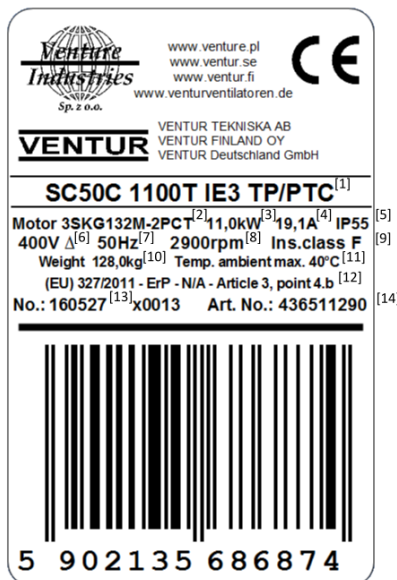 Venture
Industries
Sp. z o.o.
www.venture.pl
www.ventur.se
www.ventur.fi
www.venturventilatoren.de
CE
VENTUR
VENTUR TEKNISKA AB
VENTUR FINLAND OY
VENTUR Deutschland GmbH
SC50C 1100T IE3 TP/PTC[1]
Motor 3SKG132M-2PCT[2] 11,0kW[3] 19,1A[4] IP55 [5]
400V Δ[6] 50Hz[7] 2900rpm[8] Ins.class F [9]
Weight 128,0kg[10] Temp. ambient max. 40°C[11]
(EU) 327/2011 - ErP - N/A - Article 3, point 4.b [12]
No.: 160527[13]x0013 Art. No.: 436511290 [14]
5 902135 686874